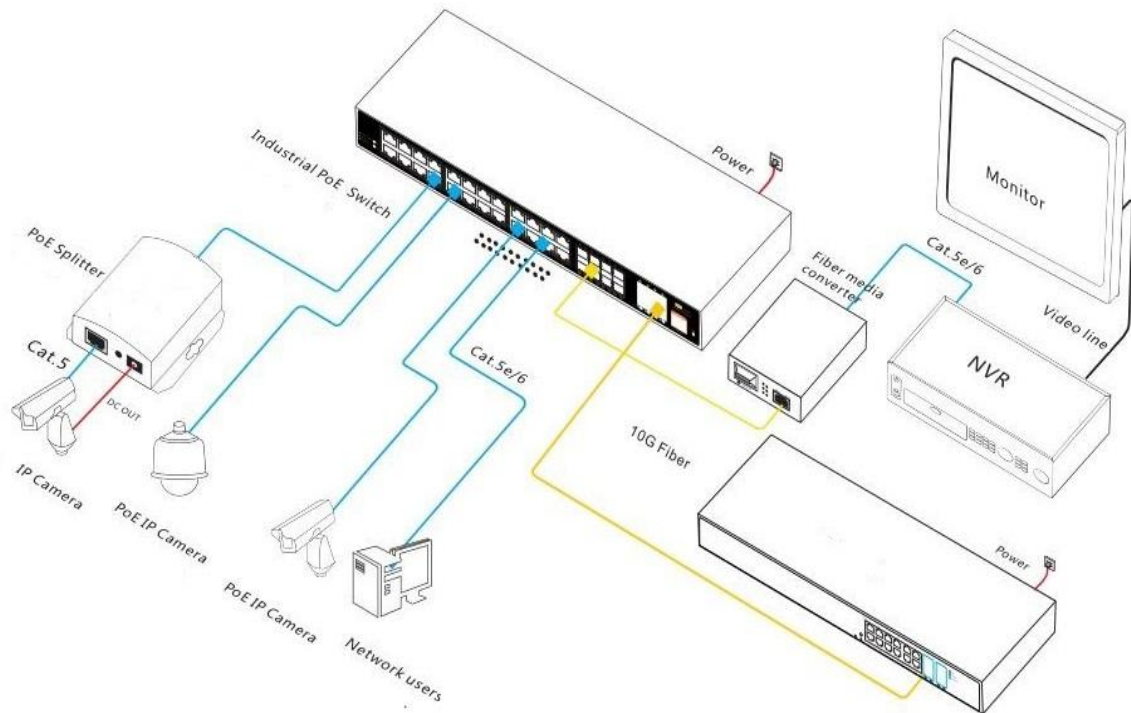 Industrial PoE Switch
Power
Monitor
PoE Splitter
Fiber media
converter
Cat.5e/6
Video line
NVR
Cat.5
DC OUT
Cat.5e/6
10G Fiber
IP Camera
PoE IP Camera
PoE IP Camera
Network users
Power